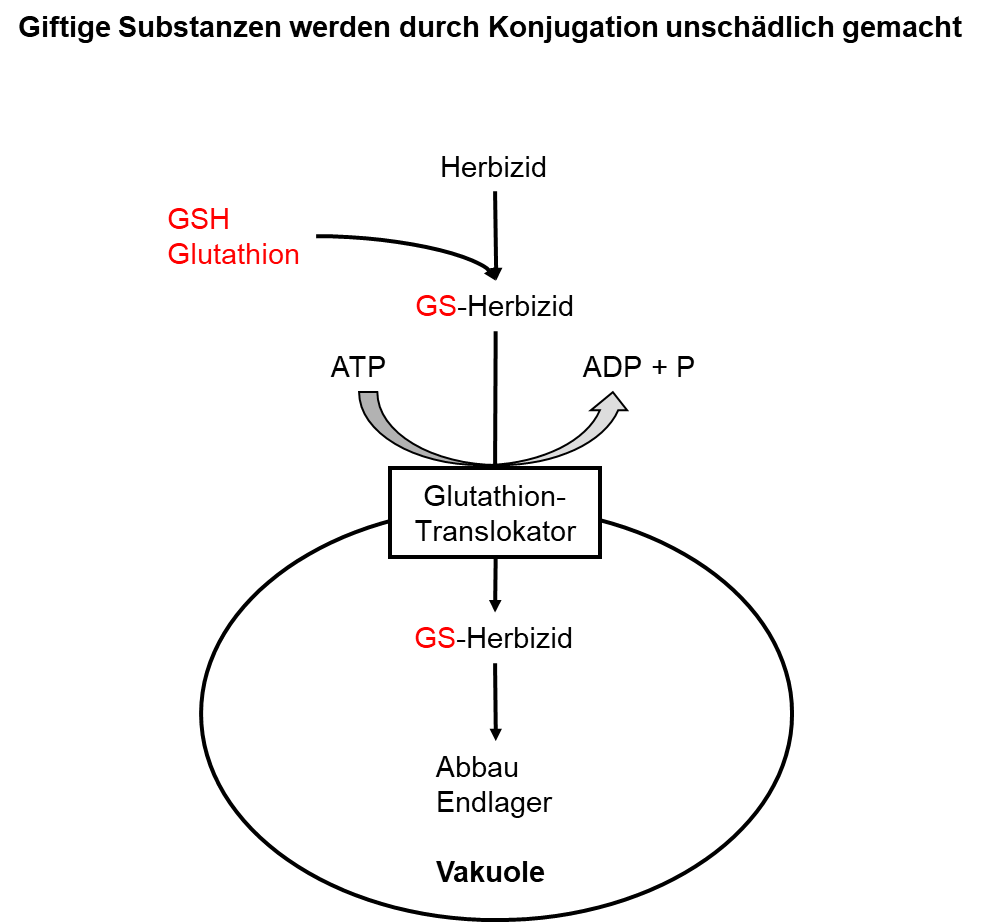 Giftige Substanzen werden durch Konjugation unschädlich gemacht
Herbizid
GSH
Glutathion
GS-Herbizid
ATP
ADP + P
Glutathion-
Translokator
GS-Herbizid
Abbau
Endlager
Vakuole